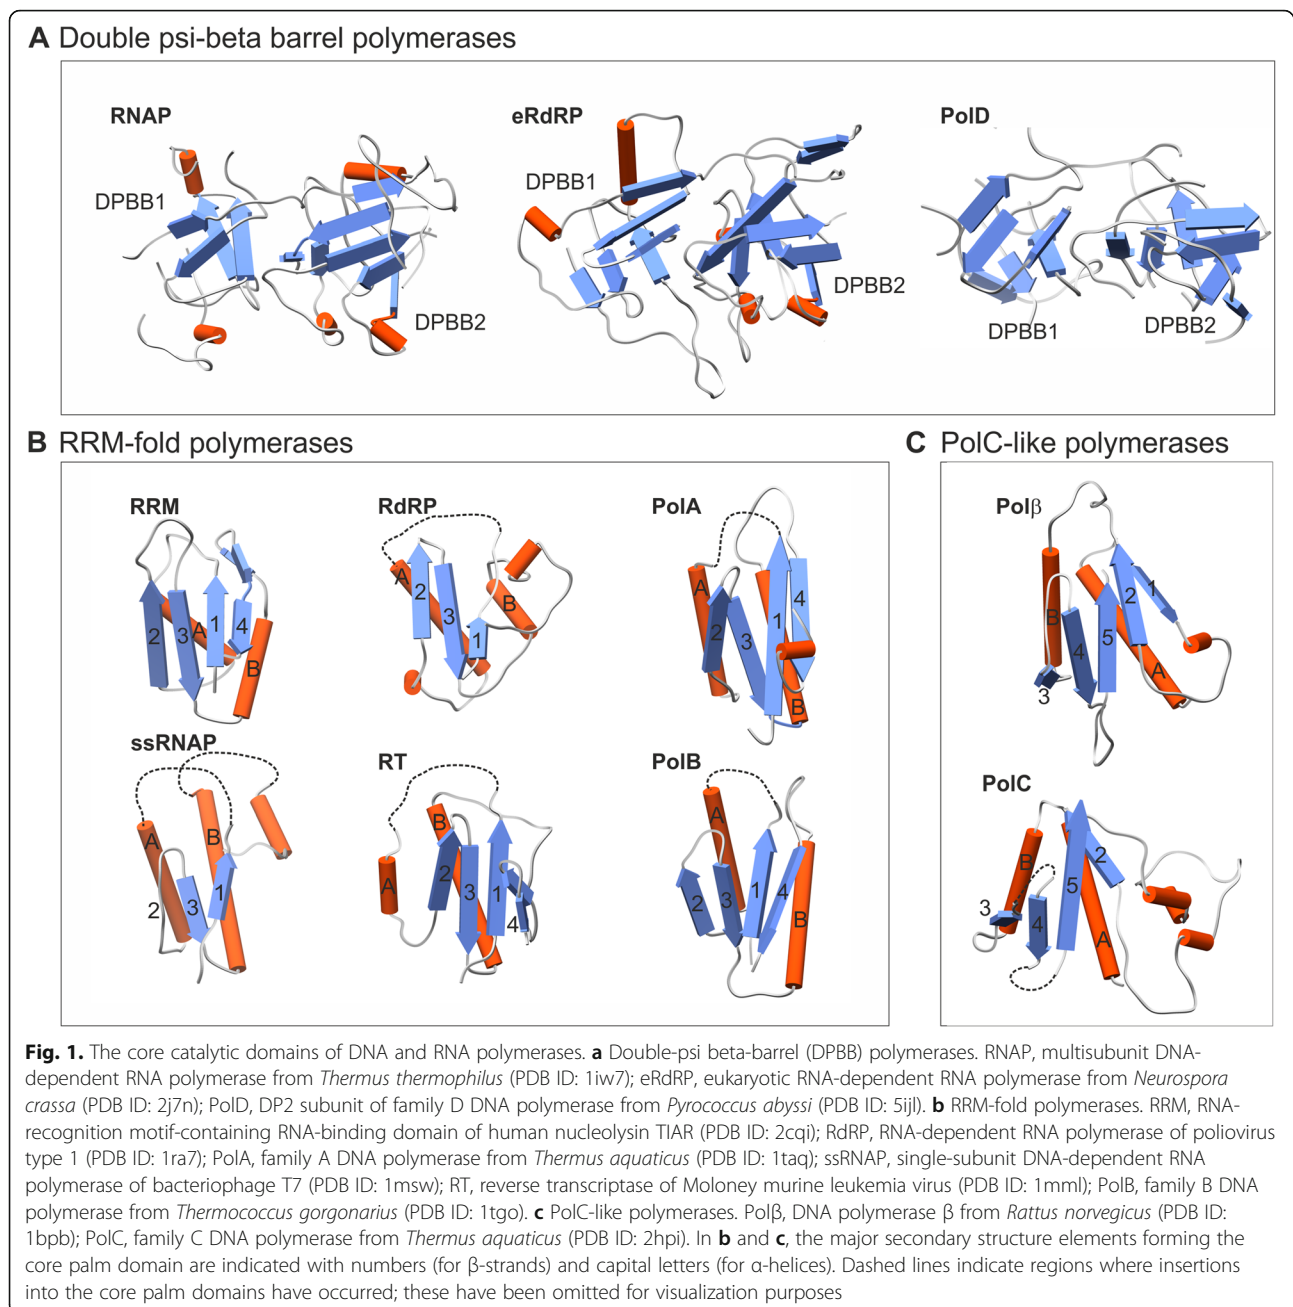 A Double psi-beta barrel polymerases
RNAP
eRdRP
PolD
DPBB1
DPBB1
DPBB2
DPBB2
DPBB1
DPBB2
B RRM-fold polymerases
C PolC-like polymerases
RRM
RdRP
PolA
Polβ
2
3
A
1
4
B
A
2
3
1
B
A
2
3
1
4
B
B
3
4
5
2
1
A
ssRNAP
RT
PolB
PolC
A
2
3
B
1
A
B
2
3
1
4
A
2
3
1
4
B
B
3
4
5
2
A
Fig. 1. The core catalytic domains of DNA and RNA polymerases. a Double-psi beta-barrel (DPBB) polymerases. RNAP, multisubunit DNA-
dependent RNA polymerase from Thermus thermophilus (PDB ID: 1iw7); eRdRP, eukaryotic RNA-dependent RNA polymerase from Neurospora
crassa (PDB ID: 2j7n); PolD, DP2 subunit of family D DNA polymerase from Pyrococcus abyssi (PDB ID: 5ijl). b RRM-fold polymerases. RRM, RNA-
recognition motif-containing RNA-binding domain of human nucleolysin TIAR (PDB ID: 2cqi); RdRP, RNA-dependent RNA polymerase of poliovirus
type 1 (PDB ID: 1ra7); PolA, family A DNA polymerase from Thermus aquaticus (PDB ID: 1taq); ssRNAP, single-subunit DNA-dependent RNA
polymerase of bacteriophage T7 (PDB ID: 1msw); RT, reverse transcriptase of Moloney murine leukemia virus (PDB ID: 1mml); PolB, family B DNA
polymerase from Thermococcus gorgonarius (PDB ID: 1tgo). c PolC-like polymerases. Polβ, DNA polymerase β from Rattus norvegicus (PDB ID:
1bpb); PolC, family C DNA polymerase from Thermus aquaticus (PDB ID: 2hpi). In b and c, the major secondary structure elements forming the
core palm domain are indicated with numbers (for β-strands) and capital letters (for α-helices). Dashed lines indicate regions where insertions
into the core palm domains have occurred; these have been omitted for visualization purposes